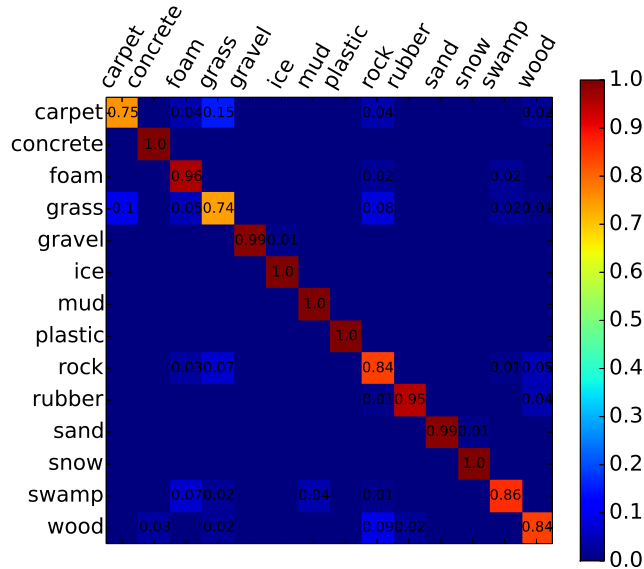 carpet concrete foam grass gravel ice mud plastic rock rubber sand snow swamp wood
carpet 0.75 0.04 0.15 0.04 0.02
concrete 1.0
foam 0.96 0.02 0.02
grass 0.1 0.05 0.74 0.08 0.02 0.01
gravel 0.99 0.01
ice 1.0
mud 1.0
plastic 1.0
rock 0.03 0.07 0.84 0.01 0.05
rubber 0.01 0.95 0.04
sand 0.99 0.01
snow 1.0
swamp 0.07 0.02 0.04 0.01 0.86
wood 0.03 0.02 0.09 0.02 0.84
1.0
0.9
0.8
0.7
0.6
0.5
0.4
0.3
0.2
0.1
0.0